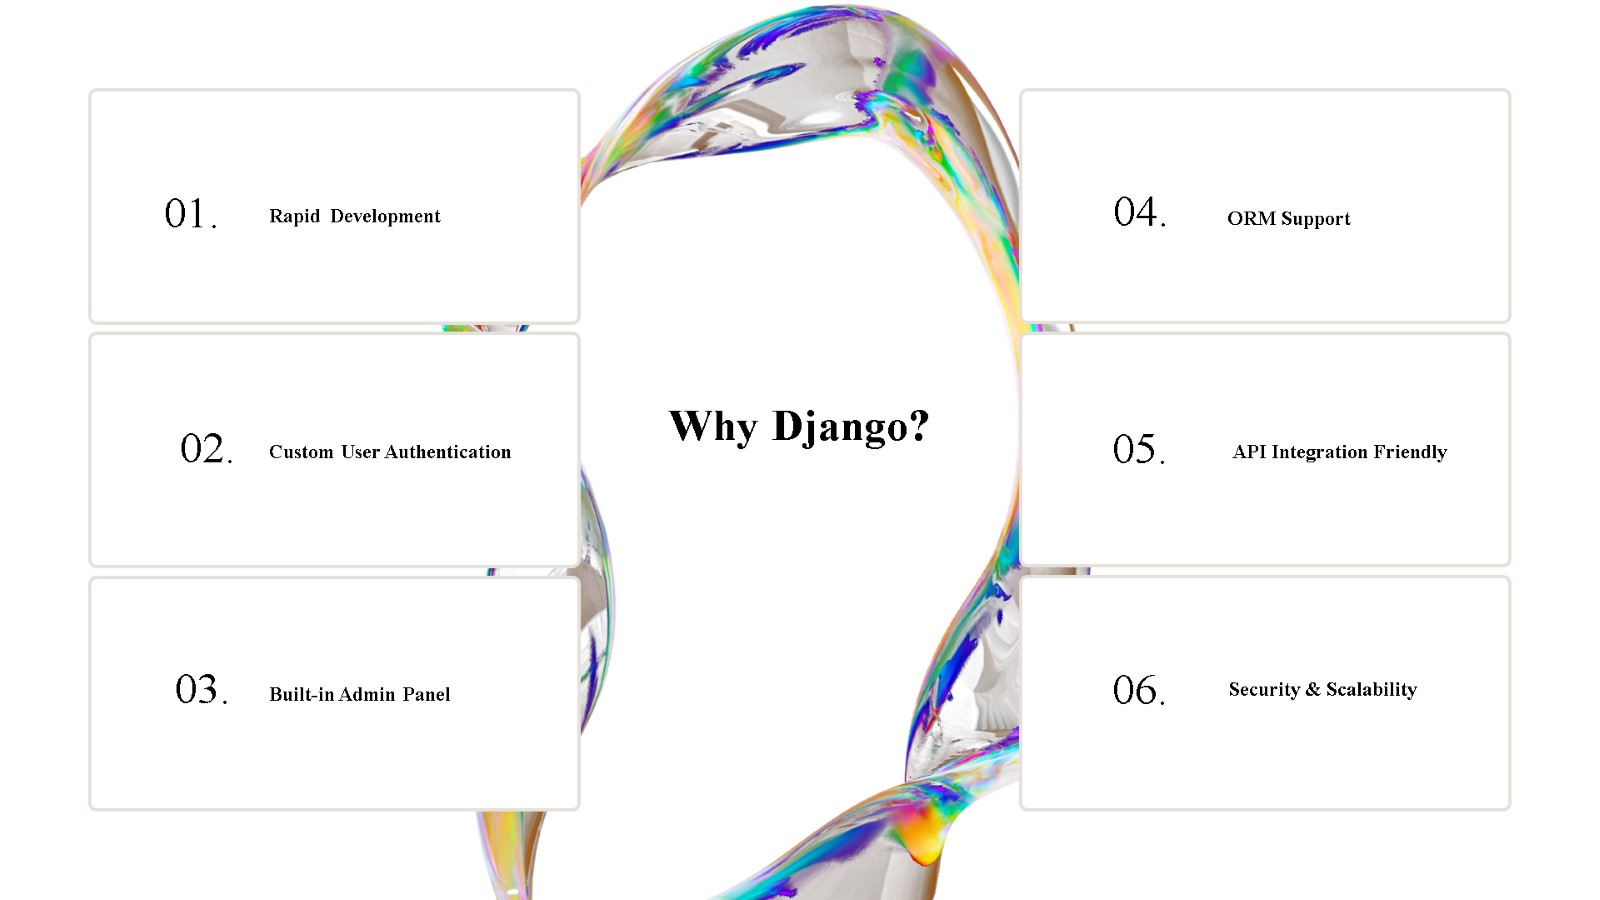 01. Rapid Development
02. Custom User Authentication
03. Built-in Admin Panel
Why Django?
04. ORM Support
05. API Integration Friendly
06. Security & Scalability